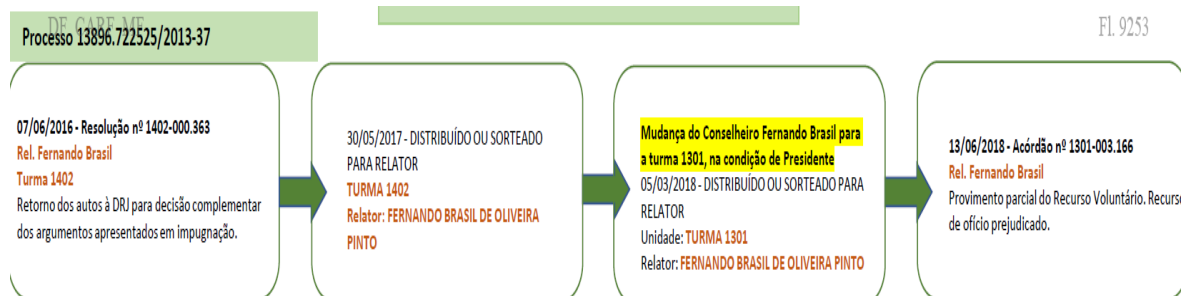 DF CARF MF
Fl. 9253
Processo 13896.722525/2013-37
07/06/2016 - Resolução nº 1402-000.363
Rel. Fernando Brasil
Turma 1402
Retorno dos autos à DRJ para decisão complementar
dos argumentos apresentados em impugnação.
30/05/2017 - DISTRIBUÍDO OU SORTEADO
PARA RELATOR
TURMA 1402
Relator: FERNANDO BRASIL DE OLIVEIRA
PINTO
Mudança do Conselheiro Fernando Brasil para
a turma 1301, na condição de Presidente
05/03/2018 - DISTRIBUÍDO OU SORTEADO PARA
RELATOR
Unidade: TURMA 1301
Relator: FERNANDO BRASIL DE OLIVEIRA PINTO
13/06/2018 - Acórdão nº 1301-003.166
Rel. Fernando Brasil
Provimento parcial do Recurso Voluntário. Recurso
de ofício prejudicado.